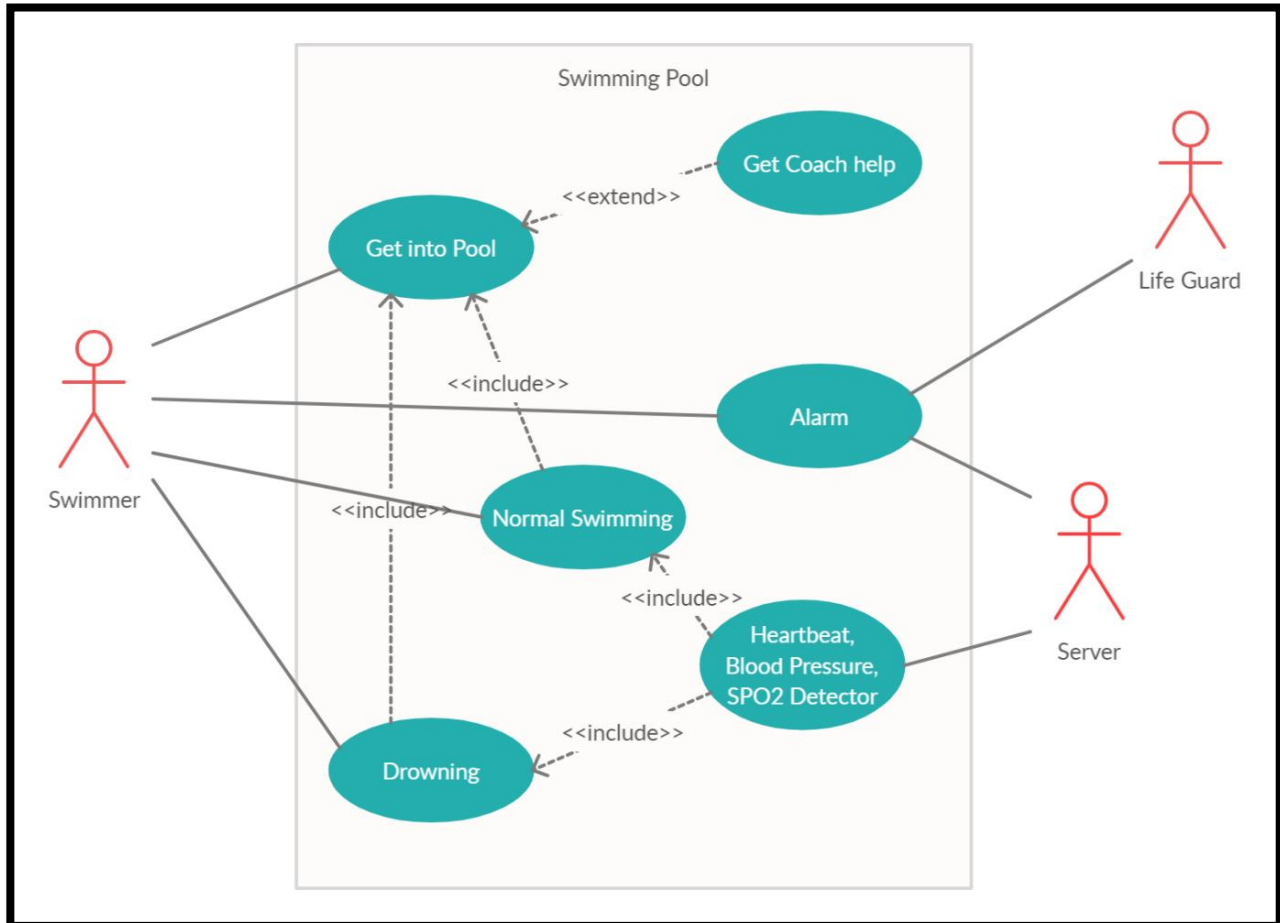 Swimming Pool
Get Coach help
<<extend>>
Get into Pool
Life Guard
<<include>>
Alarm
Swimmer
<<include>>
Normal Swimming
<<include>>
Heartbeat,
Blood Pressure,
SPO2 Detector
Server
<<include>>
Drowning